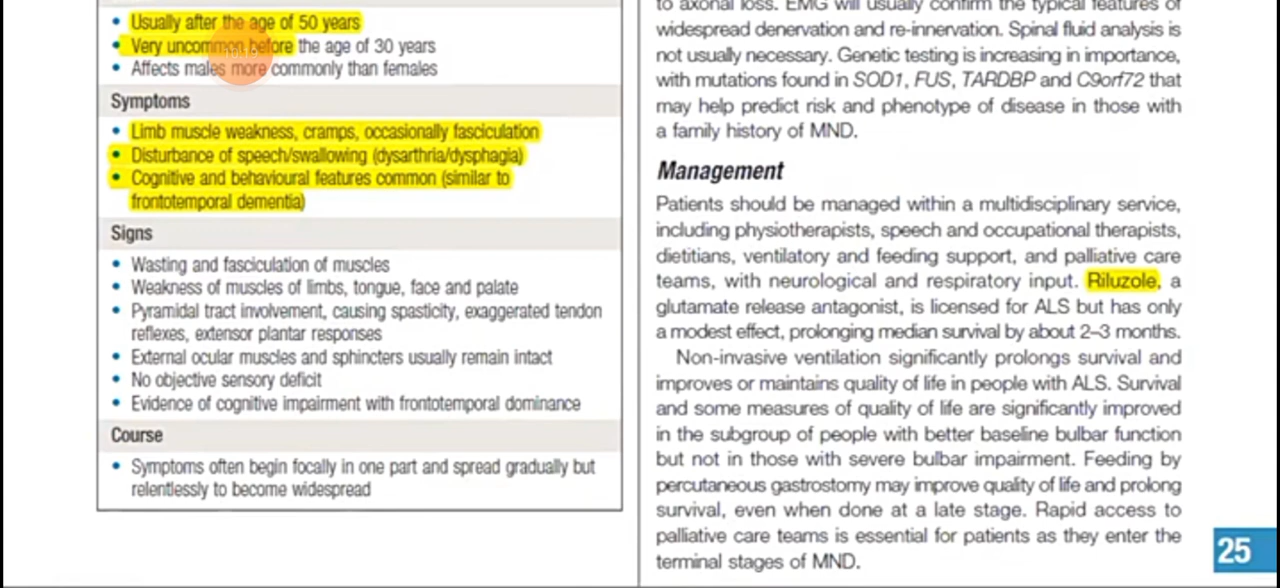 • Usually after the age of 50 years
• Very uncommon before the age of 30 years
• Affects males more commonly than females
Symptoms
• Limb muscle weakness, cramps, occasionally fasciculation
• Disturbance of speech/swallowing (dysarthria/dysphagia)
• Cognitive and behavioural features common (similar to
frontotemporal dementia)
Signs
• Wasting and fasciculation of muscles
• Weakness of muscles of limbs, tongue, face and palate
• Pyramidal tract involvement, causing spasticity, exaggerated tendon
reflexes, extensor plantar responses
• External ocular muscles and sphincters usually remain intact
• No objective sensory deficit
• Evidence of cognitive impairment with frontotemporal dominance
Course
• Symptoms often begin focally in one part and spread gradually but
relentlessly to become widespread
to axonal loss. EMG will usually confirm the typical features of
widespread denervation and re-innervation. Spinal fluid analysis is
not usually necessary. Genetic testing is increasing in importance,
with mutations found in SOD1, FUS, TARDBP and C9orf72 that
may help predict risk and phenotype of disease in those with
a family history of MND.
Management
Patients should be managed within a multidisciplinary service,
including physiotherapists, speech and occupational therapists,
dietitians, ventilatory and feeding support, and palliative care
teams, with neurological and respiratory input. Riluzole, a
glutamate release antagonist, is licensed for ALS but has only
a modest effect, prolonging median survival by about 2–3 months.
Non-invasive ventilation significantly prolongs survival and
improves or maintains quality of life in people with ALS. Survival
and some measures of quality of life are significantly improved
in the subgroup of people with better baseline bulbar function
but not in those with severe bulbar impairment. Feeding by
percutaneous gastrostomy may improve quality of life and prolong
survival, even when done at a late stage. Rapid access to
palliative care teams is essential for patients as they enter the
terminal stages of MND.
25